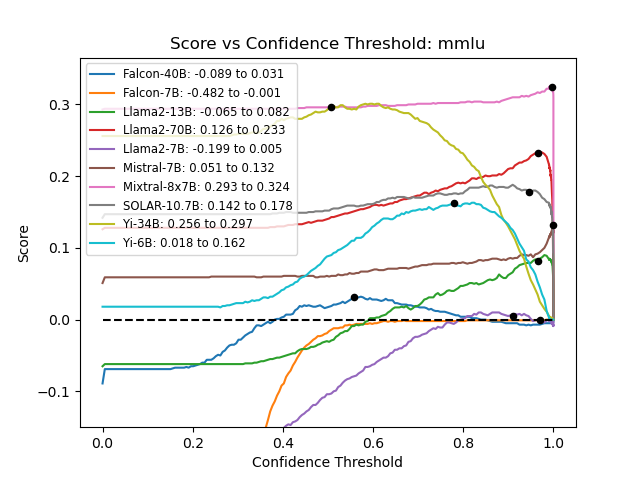 Score vs Confidence Threshold: mmlu
Falcon-40B: -0.089 to 0.031
Falcon-7B: -0.482 to -0.001
Llama2-13B: -0.065 to 0.082
Llama2-70B: 0.126 to 0.233
Llama2-7B: -0.199 to 0.005
Mistral-7B: 0.051 to 0.132
Mixtral-8x7B: 0.293 to 0.324
SOLAR-10.7B: 0.142 to 0.178
Yi-34B: 0.256 to 0.297
Yi-6B: 0.018 to 0.162
Score
0.3
0.2
0.1
0.0
−0.1
0.0 0.2 0.4 0.6 0.8 1.0
Confidence Threshold